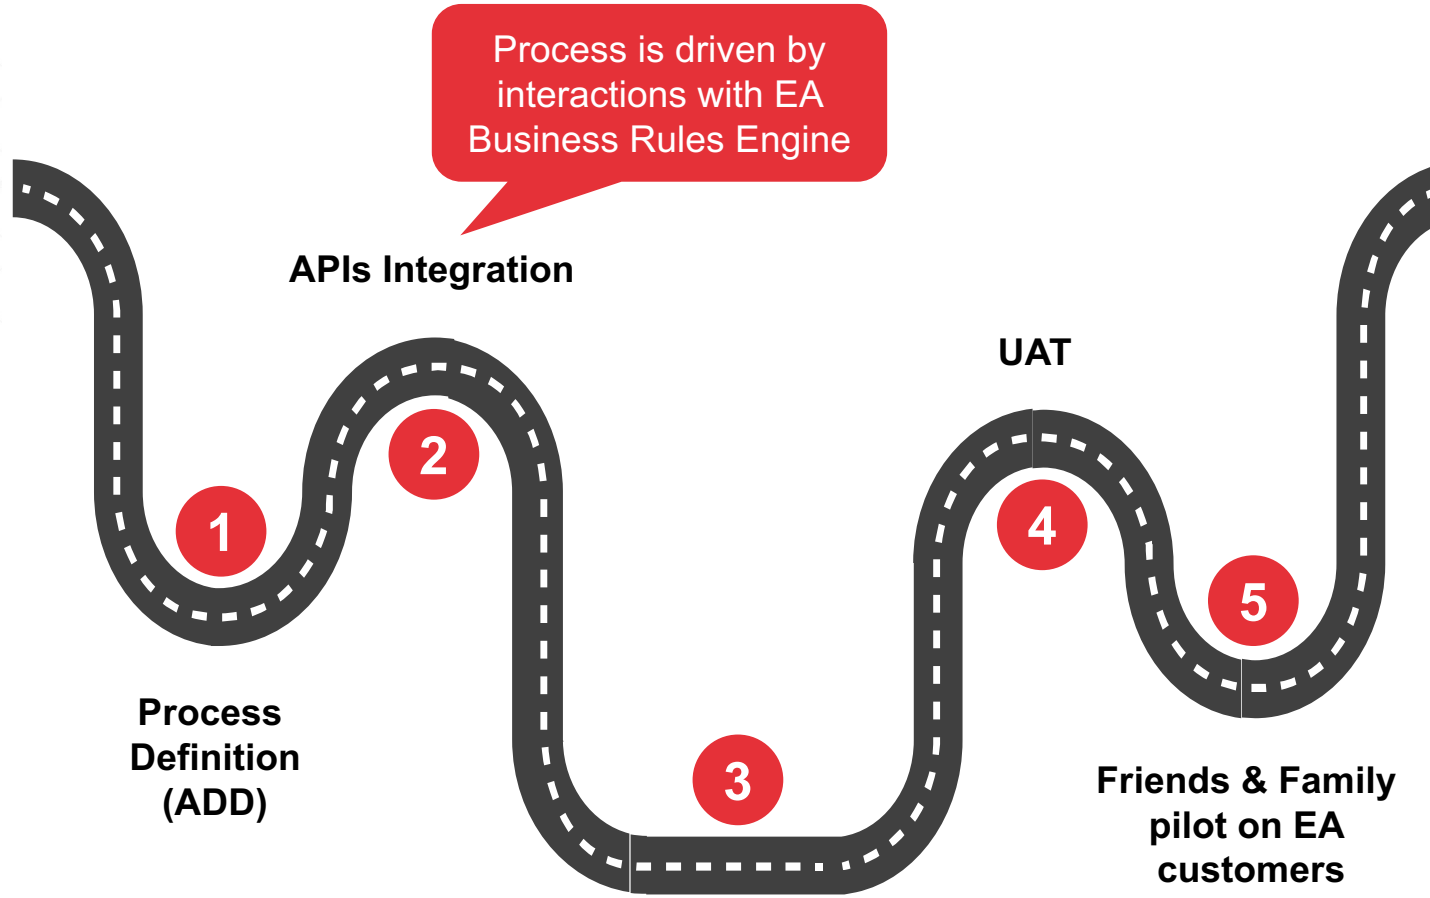 Process is driven by
interactions with EA
Business Rules Engine
APIs Integration
UAT
2
1
4
5
Process
Definition
(ADD)
3
Friends & Family
pilot on EA
customers